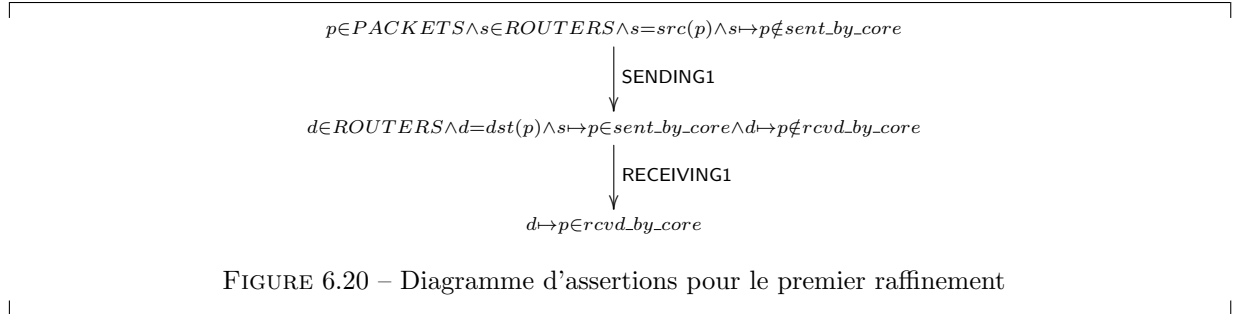 p∈PACKETS∧s∈ROUTERS∧s=src(p)∧s↦p∉sent_by_core
SENDING1
d∈ROUTERS∧d=dst(p)∧s↦p∈sent_by_core∧d↦p∉rcvd_by_core
RECEIVING1
d↦p∈rcvd_by_core
FIGURE 6.20 – Diagramme d'assertions pour le premier raffinement